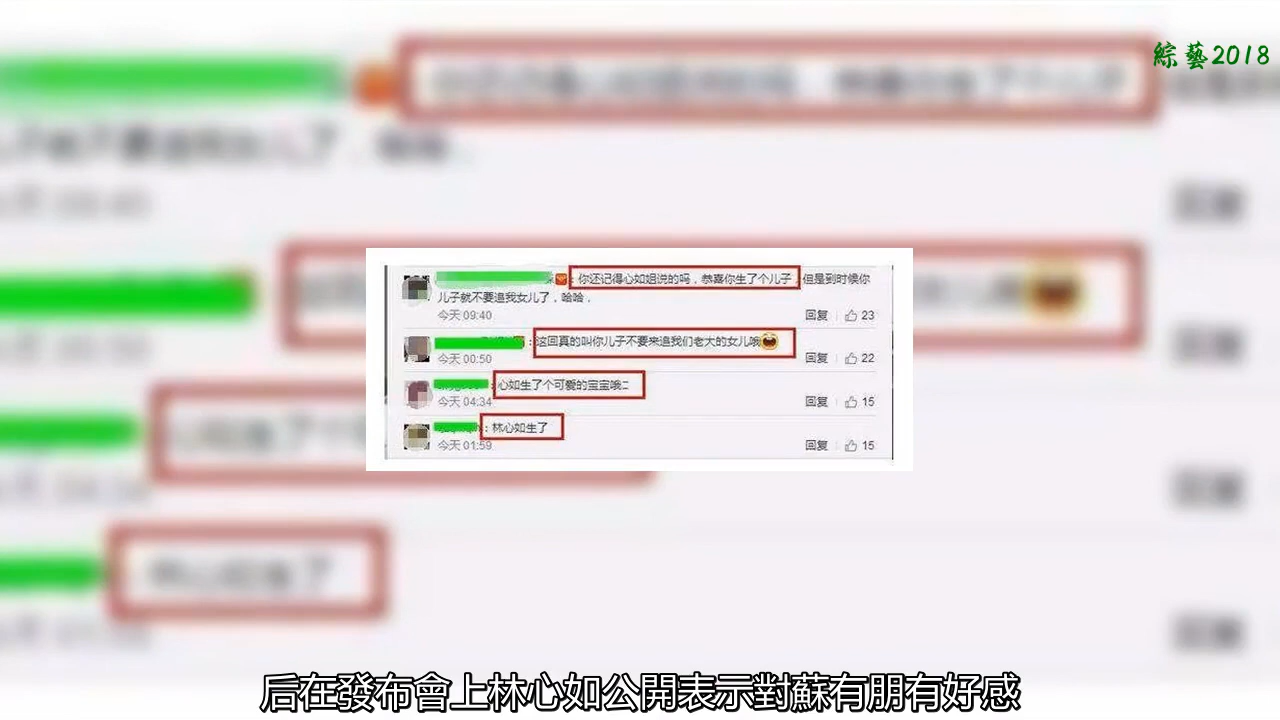 綜藝2018
你还记得心如姐说的吗，恭喜你生了个儿子，但是到时候你
儿子就不要追我女儿了，哈哈，
今天 09:40
回复 23
：这回真的叫你儿子不要来追我们老大的女儿哦
今天 00:50
回复 22
：心如生了个可爱的宝宝哦
今天 04:34
回复 15
：林心如生了
今天 01:59
回复 15
后在發布會上林心如公開表示對蘇有朋有好感